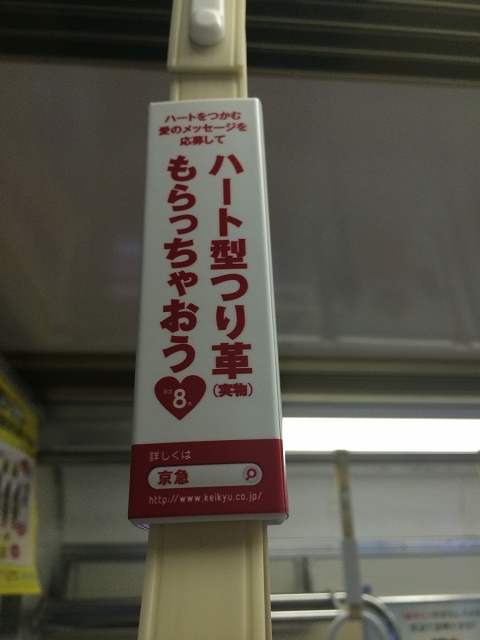 ハートをつかむ
愛のメッセージを
応募して
ハート型つり革(実物)
もらっちゃおう
8
詳しくは
京急
http://www.keikyu.co.jp/